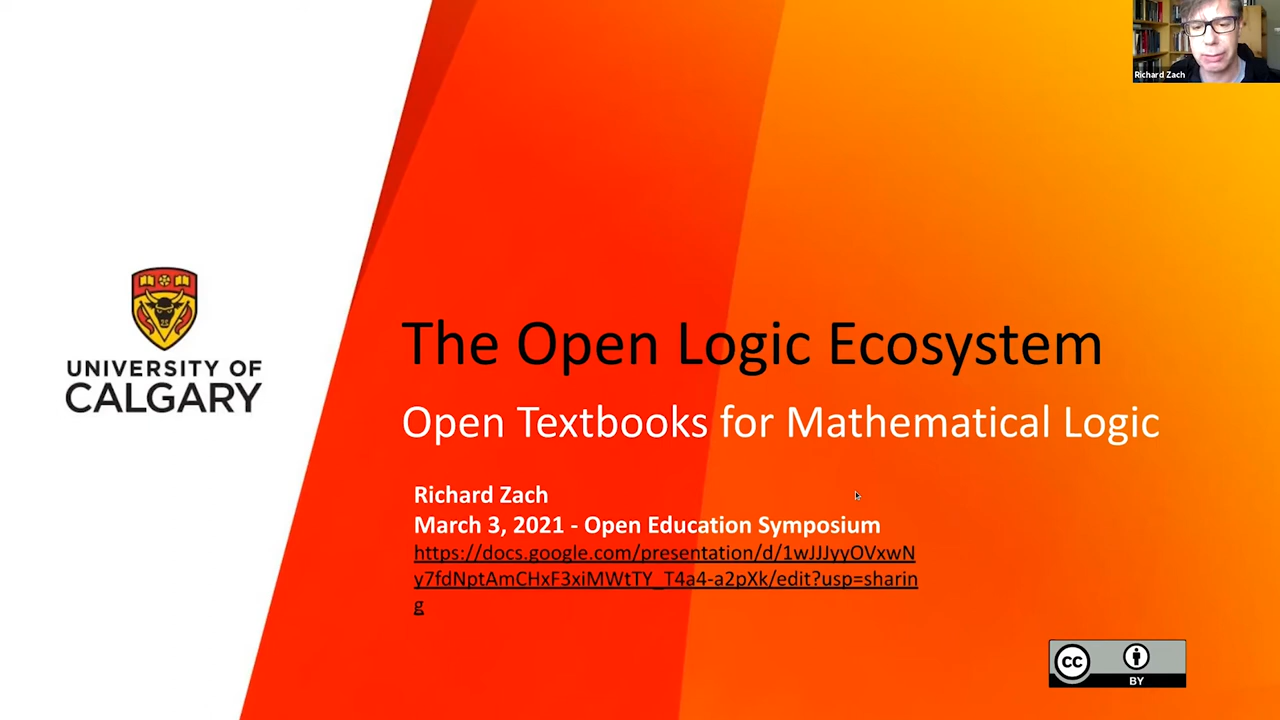 Richard Zach
UNIVERSITY OF
CALGARY
The Open Logic Ecosystem
Open Textbooks for Mathematical Logic
Richard Zach
March 3, 2021 - Open Education Symposium
https://docs.google.com/presentation/d/1wJJJyyOVxwN
y7fdNptAmCHxF3xiMWtTY_T4a4-a2pXk/edit?usp=sharin
g
cc
BY